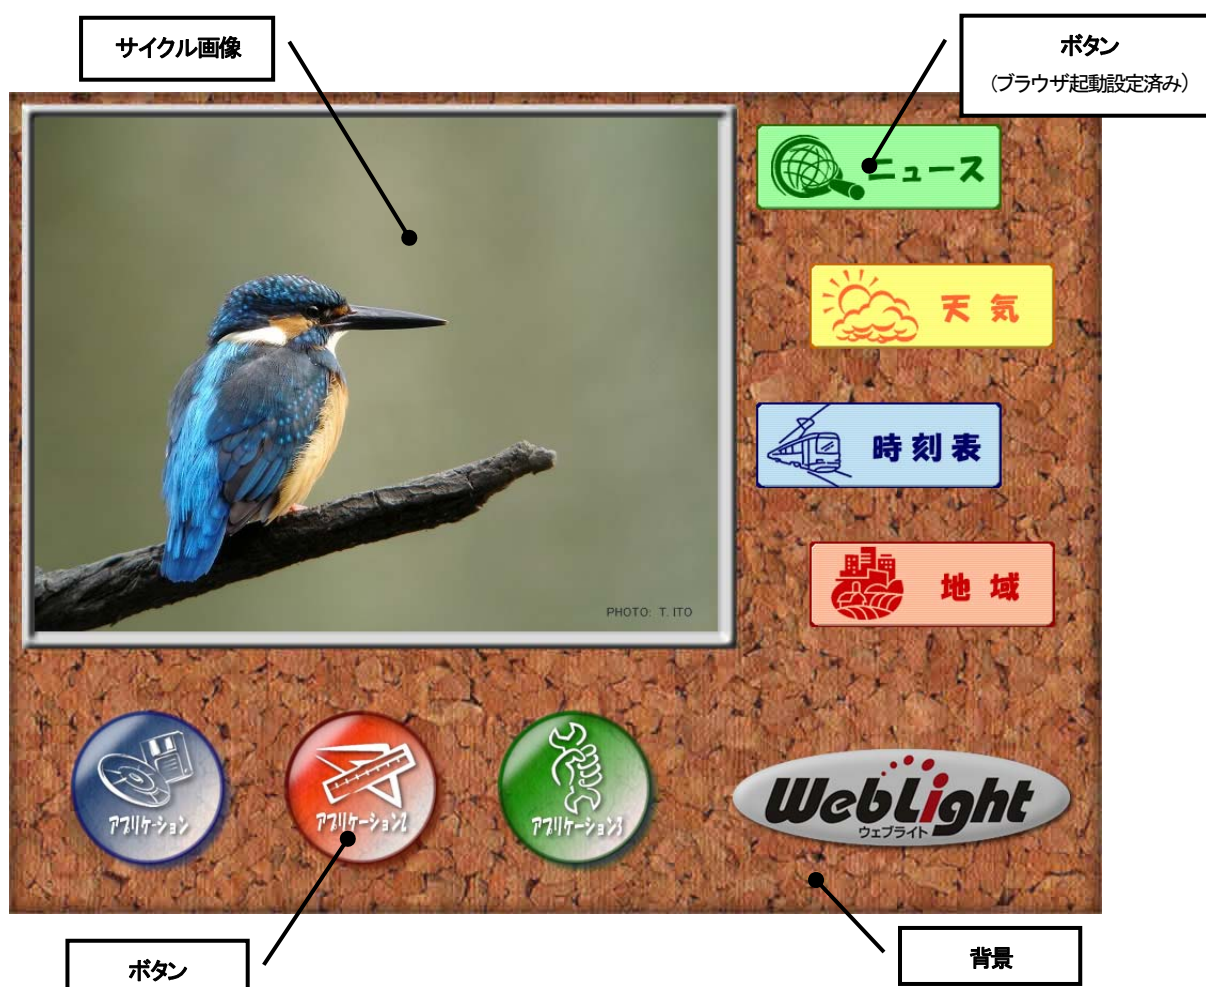 サイクル画像
ボタン
（ブラウザ起動設定済み）
ニュース
天気
時刻表
地域
PHOTO: T. ITO
アプリケーション
アプリケーション2
アプリケーション3
WebLight
ウェブライト
ボタン
背景